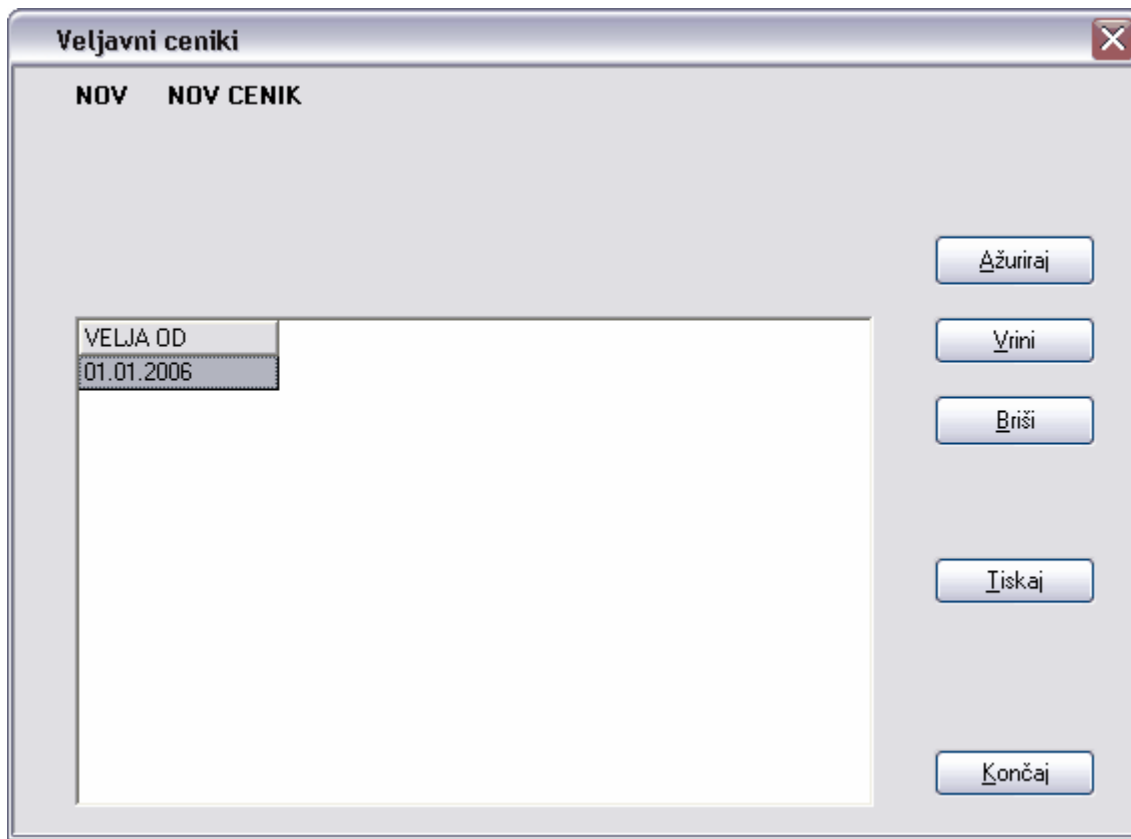 Veljavni ceniki
NOV NOV CENIK
Ažuriraj
VELJA OD
Vrini
01.01.2006
Briši
Tiskaj
Končaj